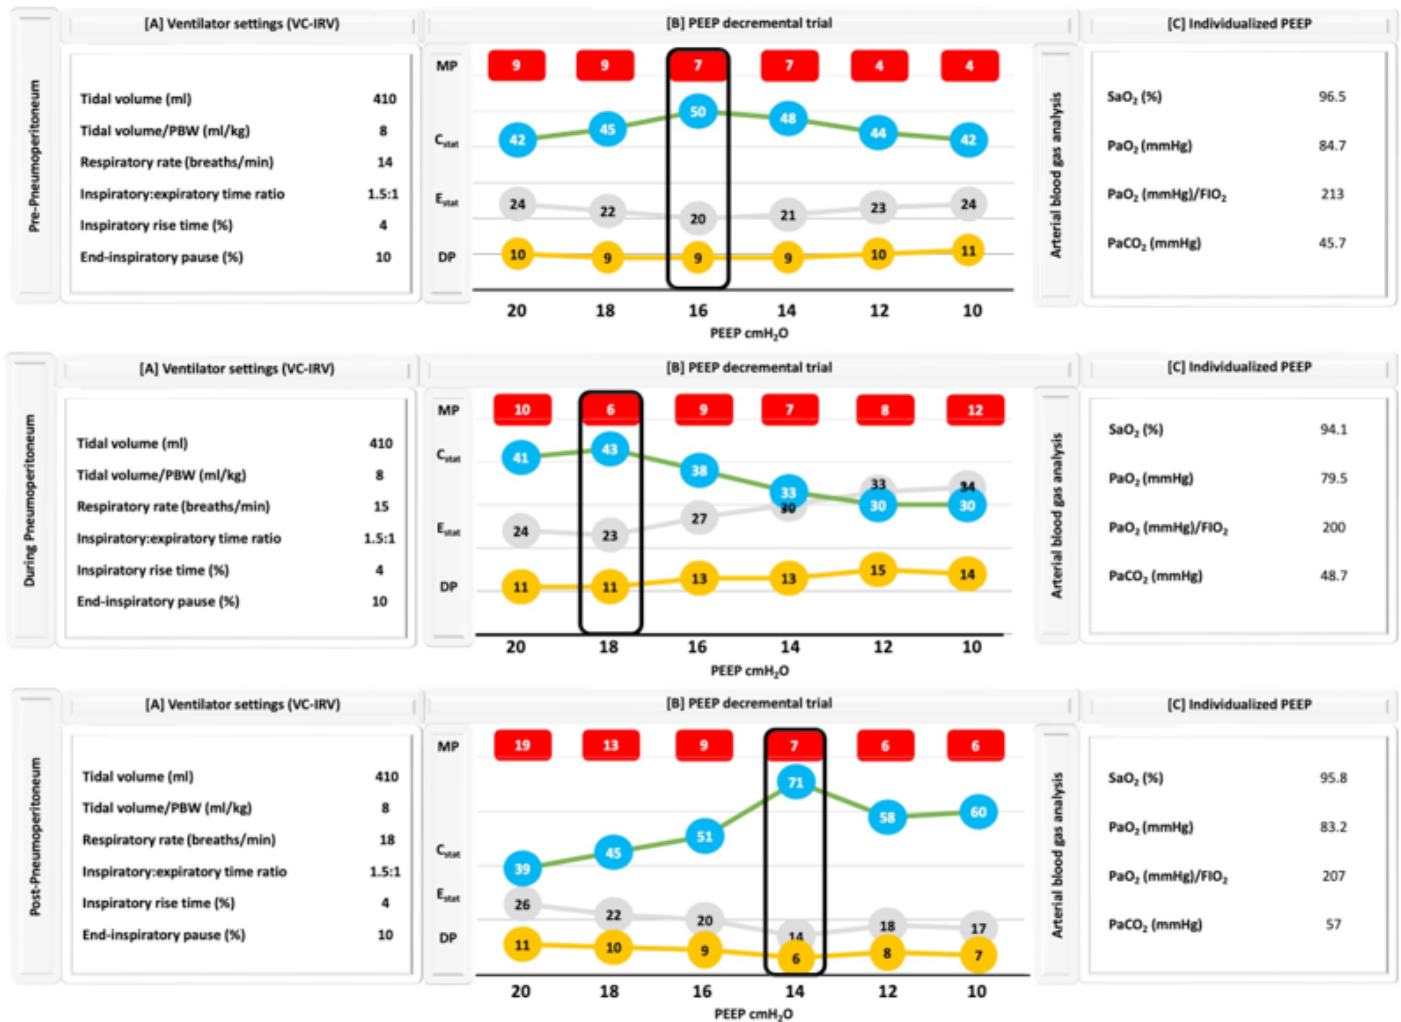 [A] Ventilator settings (VC-IRV)
[B] PEEP decremental trial
[C] Individualized PEEP
Pre-Pneumoperitoneum
Tidal volume (ml) 410
Tidal volume/PBW (ml/kg) 8
Respiratory rate (breaths/min) 14
Inspiratory:expiratory time ratio 1.5:1
Inspiratory rise time (%) 4
End-inspiratory pause (%) 10
MP 9 9 7 7 4 4
Cstat 42 45 50 48 44 42
Estat 24 22 20 21 23 24
DP 10 9 9 9 10 11
20 18 16 14 12 10
PEEP cmH2O
Arterial blood gas analysis
SaO2 (%) 96.5
PaO2 (mmHg) 84.7
PaO2 (mmHg)/FIO2 213
PaCO2 (mmHg) 45.7
[A] Ventilator settings (VC-IRV)
[B] PEEP decremental trial
[C] Individualized PEEP
During Pneumoperitoneum
Tidal volume (ml) 410
Tidal volume/PBW (ml/kg) 8
Respiratory rate (breaths/min) 15
Inspiratory:expiratory time ratio 1.5:1
Inspiratory rise time (%) 4
End-inspiratory pause (%) 10
MP 10 6 9 7 8 12
Cstat 41 43 38 33 30 30
Estat 24 23 27 30 33 34
DP 11 11 13 13 15 14
20 18 16 14 12 10
PEEP cmH2O
Arterial blood gas analysis
SaO2 (%) 94.1
PaO2 (mmHg) 79.5
PaO2 (mmHg)/FIO2 200
PaCO2 (mmHg) 48.7
[A] Ventilator settings (VC-IRV)
[B] PEEP decremental trial
[C] Individualized PEEP
Post-Pneumoperitoneum
Tidal volume (ml) 410
Tidal volume/PBW (ml/kg) 8
Respiratory rate (breaths/min) 18
Inspiratory:expiratory time ratio 1.5:1
Inspiratory rise time (%) 4
End-inspiratory pause (%) 10
MP 19 13 9 7 6 6
Cstat 39 45 51 71 58 60
Estat 26 22 20 14 18 17
DP 11 10 9 6 8 7
20 18 16 14 12 10
PEEP cmH2O
Arterial blood gas analysis
SaO2 (%) 95.8
PaO2 (mmHg) 83.2
PaO2 (mmHg)/FIO2 207
PaCO2 (mmHg) 57